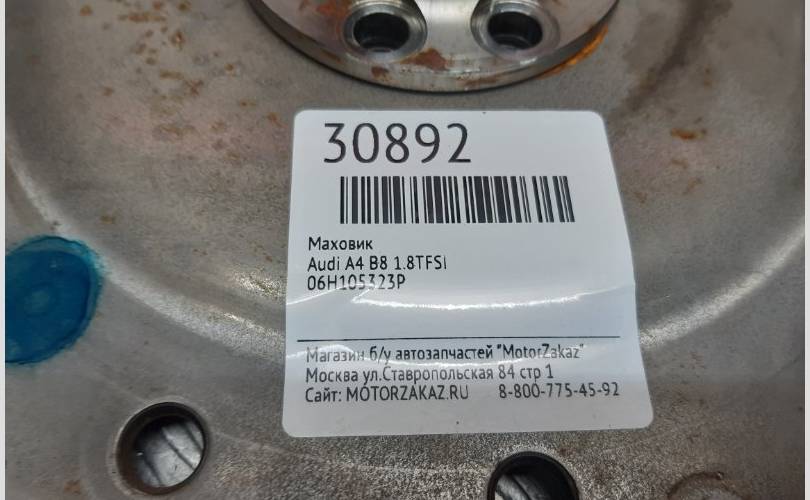 30892
Маховик
Audi A4 B8 1.8TFSI
06H105323P
Магазин б/у автозапчастей "MotorZakaz"
Москва ул.Ставропольская 84 стр 1
Сайт: MOTORZAKAZ.RU 8-800-775-45-92